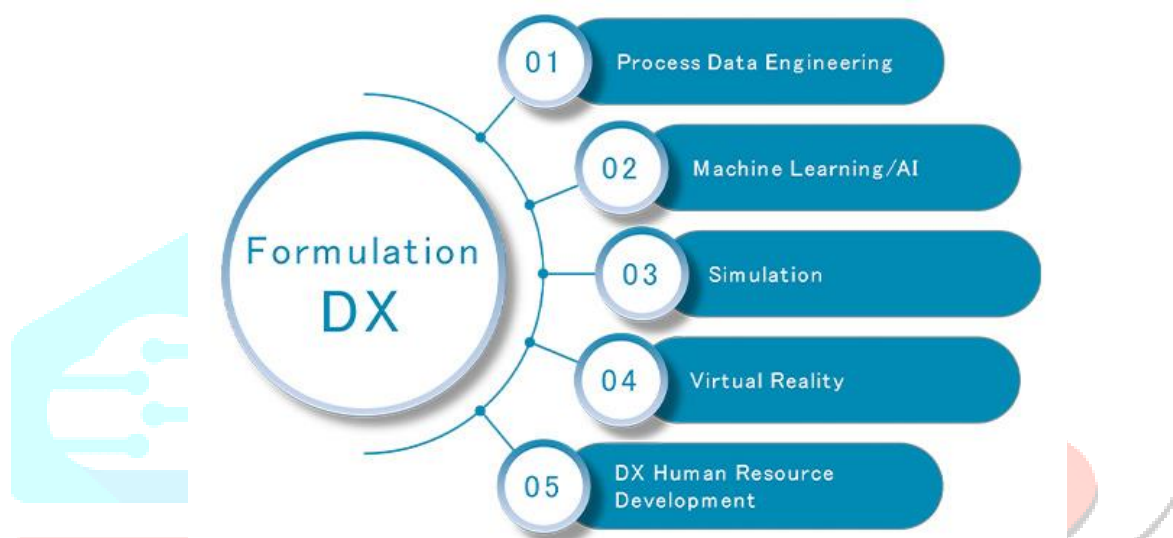 Formulation
DX
01
Process Data Engineering
02
Machine Learning/AI
03
Simulation
04
Virtual Reality
05
DX Human Resource
Development